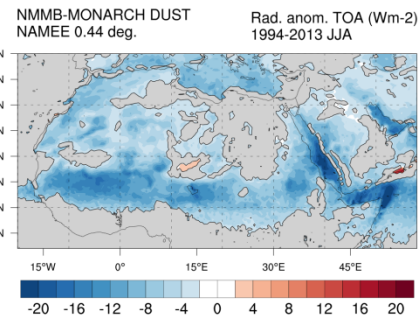 NMMB-MONARCH DUST
NAMEE 0.44 deg.
Rad. anom. TOA (Wm-2)
1994-2013 JJA
N
N
N
N
N
N
N
N
15°W 0° 15°E 30°E 45°E
-20 -16 -12 -8 -4 0 4 8 12 16 20